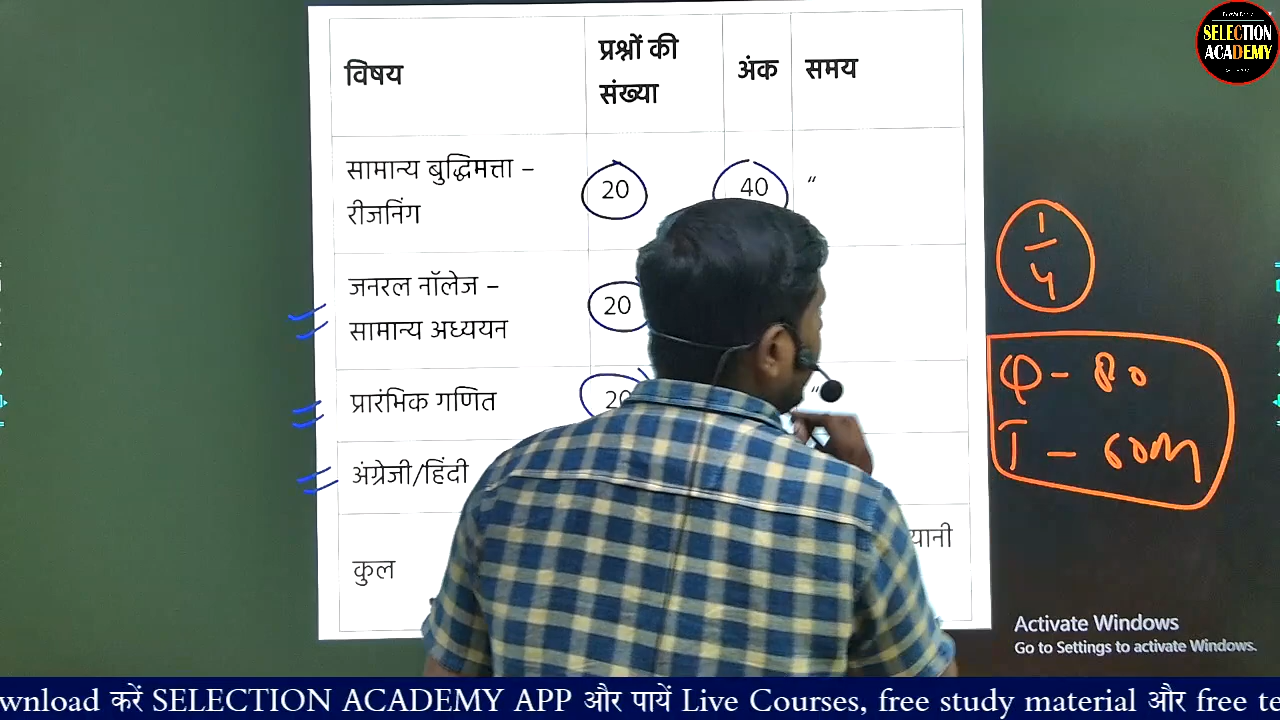 SELECTION
ACADEMY
विषय
प्रश्नों की
संख्या
अंक
समय
सामान्य बुद्धिमत्ता –
रीजनिंग
20
40
“
जनरल नॉलेज –
सामान्य अध्ययन
20
प्रारंभिक गणित
20
“
अंग्रेजी/हिंदी
कुल
यानी
1
4
Q - 80
T - 60M
Activate Windows
Go to Settings to activate Windows.
wnload करें SELECTION ACADEMY APP और पायें Live Courses, free study material और free te